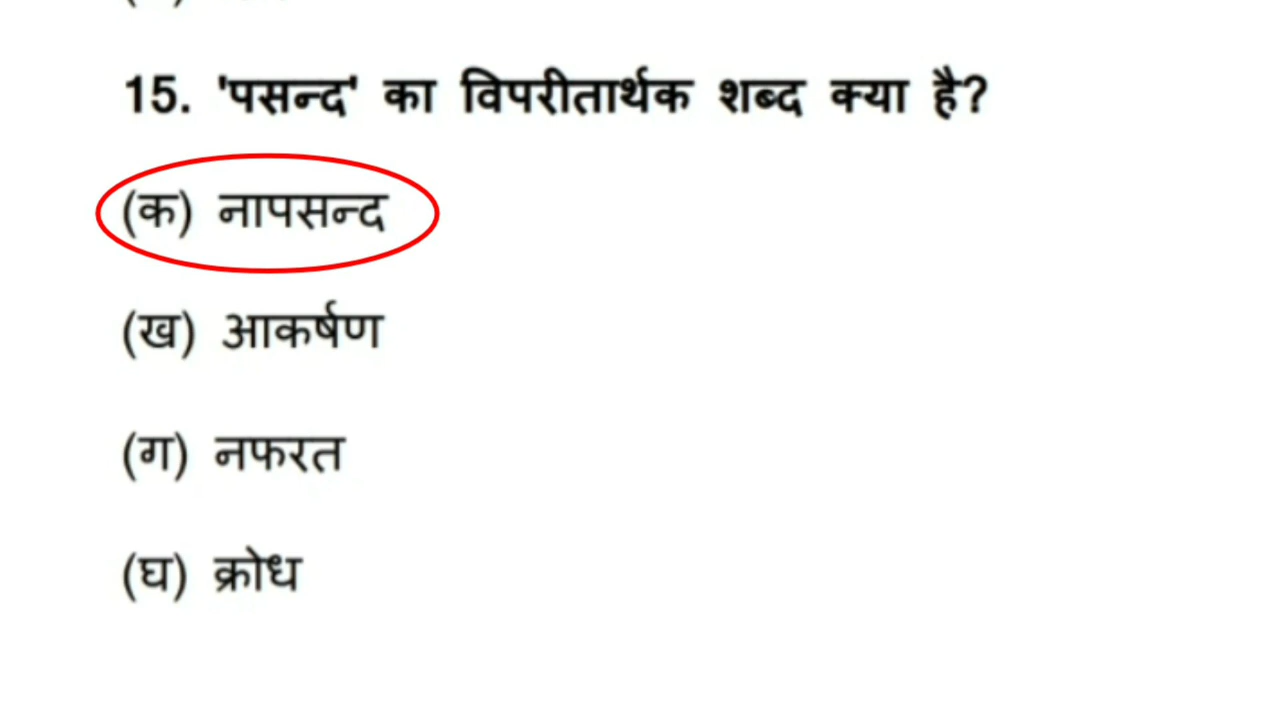 15. 'पसन्द' का विपरीतार्थक शब्द क्या है?
(क) नापसन्द
(ख) आकर्षण
(ग) नफरत
(घ) क्रोध